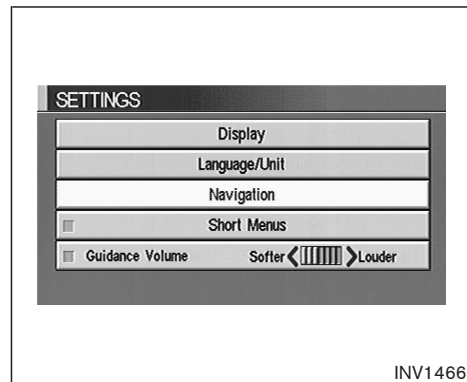 SETTINGS
Display
Language/Unit
Navigation
Short Menus
Guidance Volume Softer Louder
INV1466